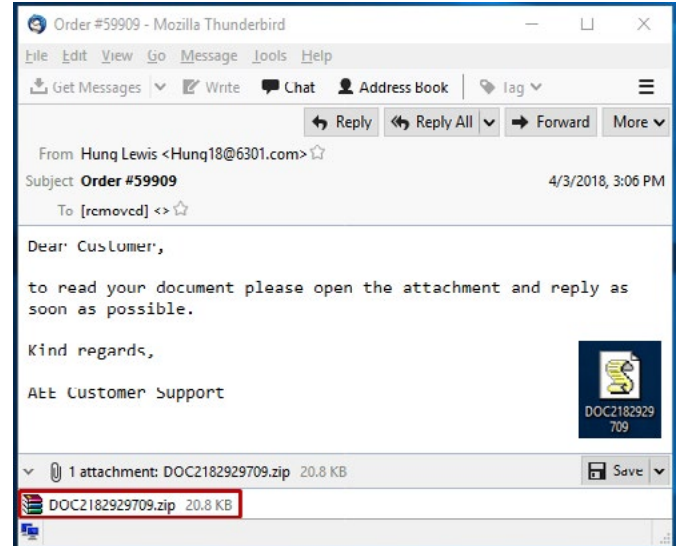 Order #59909 - Mozilla Thunderbird
File Edit View Go Message Tools Help
Get Messages Write Chat Address Book Tag
Reply Reply All Forward More
From Hung Lewis <Hung18@6301.com>
Subject Order #59909 4/3/2018, 3:06 PM
To [removed] <>
Dear Customer,
to read your document please open the attachment and reply as
soon as possible.
Kind regards,
AEE Customer Support
DOC2182929
709
1 attachment: DOC2182929709.zip 20.8 KB Save
DOC2182929709.zip 20.8 KB